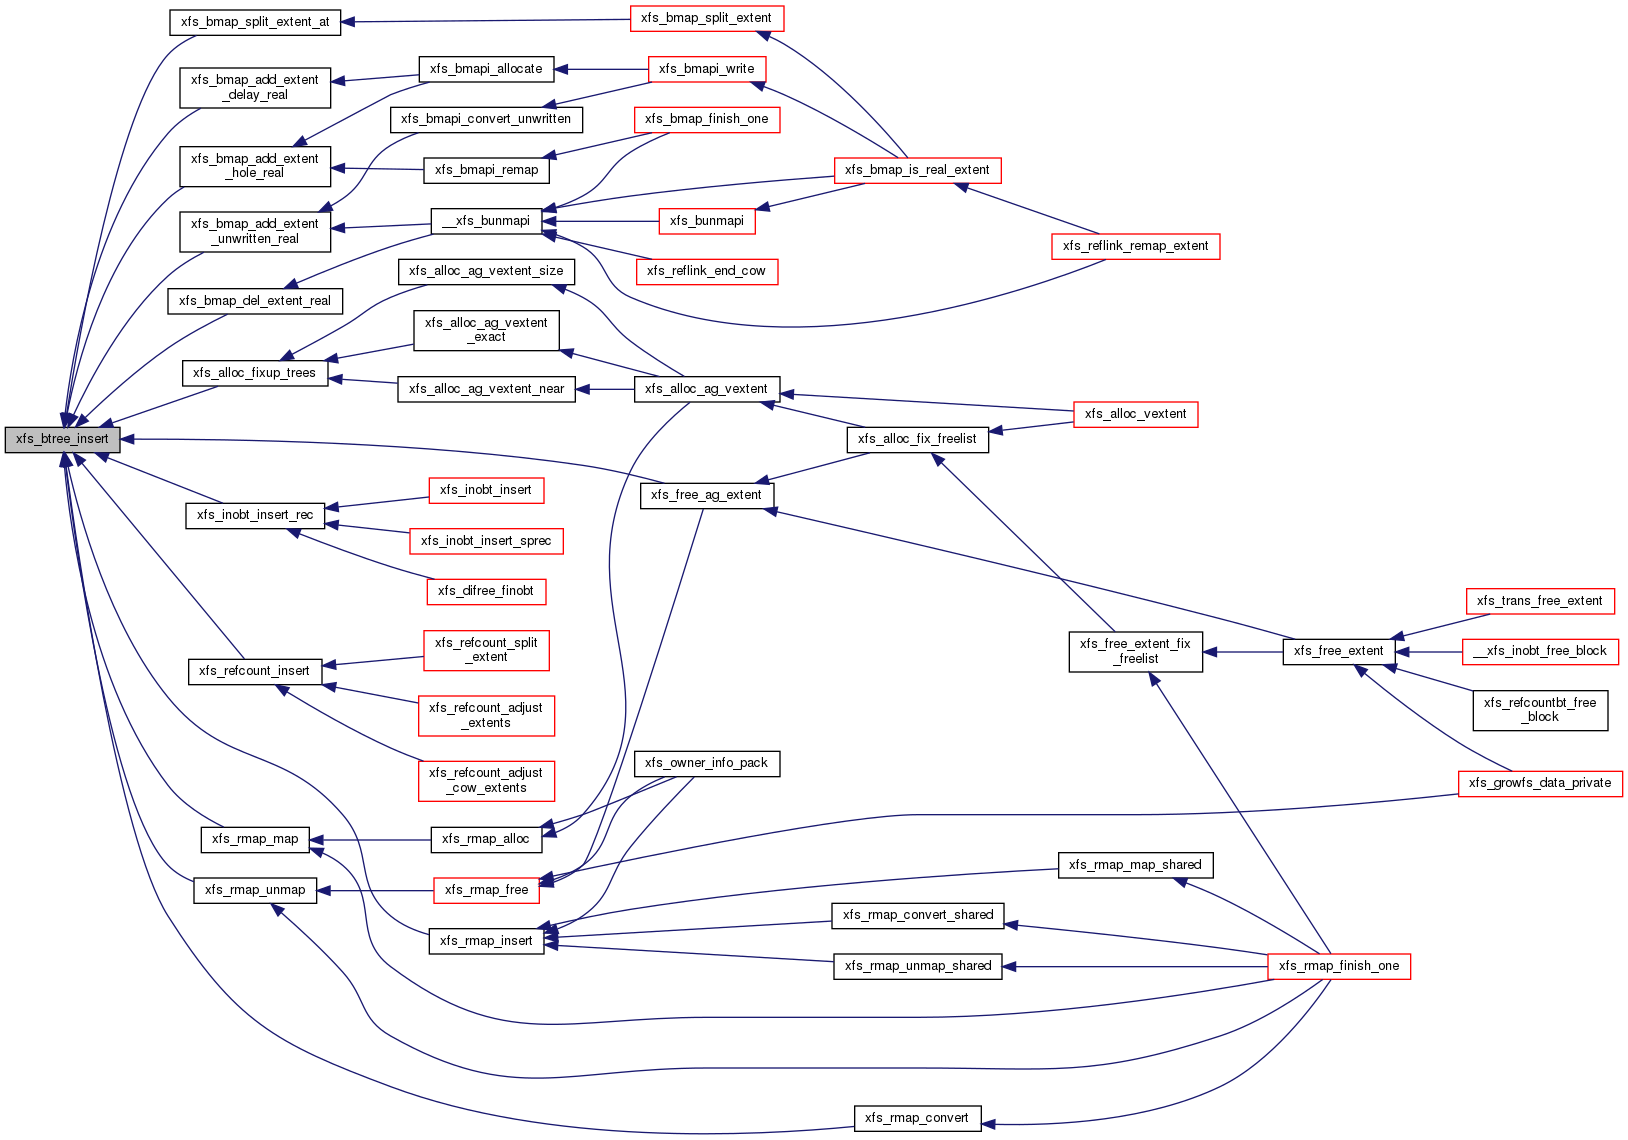 xfs_bmap_split_extent_at
xfs_bmap_split_extent
xfs_bmap_add_extent
_delay_real
xfs_bmapi_allocate
xfs_bmapi_write
xfs_bmapi_convert_unwritten
xfs_bmap_finish_one
xfs_bmap_add_extent
_hole_real
xfs_bmapi_remap
xfs_bmap_is_real_extent
xfs_bmap_add_extent
_unwritten_real
__xfs_bunmapi
xfs_bunmapi
xfs_reflink_remap_extent
xfs_alloc_ag_vextent_size
xfs_reflink_end_cow
xfs_bmap_del_extent_real
xfs_alloc_ag_vextent
_exact
xfs_alloc_fixup_trees
xfs_alloc_ag_vextent_near
xfs_alloc_ag_vextent
xfs_alloc_vextent
xfs_btree_insert
xfs_alloc_fix_freelist
xfs_inobt_insert
xfs_free_ag_extent
xfs_inobt_insert_rec
xfs_inobt_insert_sprec
xfs_difree_finobt
xfs_trans_free_extent
xfs_refcount_split
_extent
xfs_free_extent_fix
_freelist
xfs_free_extent
__xfs_inobt_free_block
xfs_refcount_insert
xfs_refcount_adjust
_extents
xfs_refcountbt_free
_block
xfs_owner_info_pack
xfs_refcount_adjust
_cow_extents
xfs_growfs_data_private
xfs_rmap_map
xfs_rmap_alloc
xfs_rmap_map_shared
xfs_rmap_unmap
xfs_rmap_free
xfs_rmap_convert_shared
xfs_rmap_insert
xfs_rmap_unmap_shared
xfs_rmap_finish_one
xfs_rmap_convert